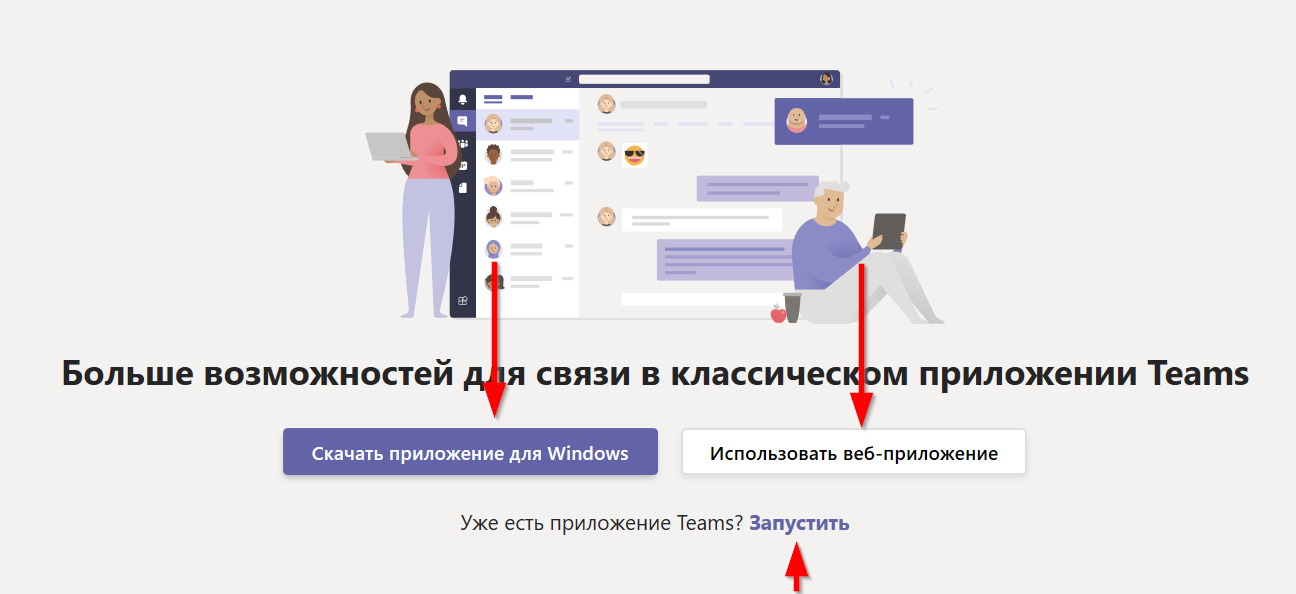 Больше возможностей для связи в классическом приложении Teams
Скачать приложение для Windows
Использовать веб-приложение
Уже есть приложение Teams? Запустить